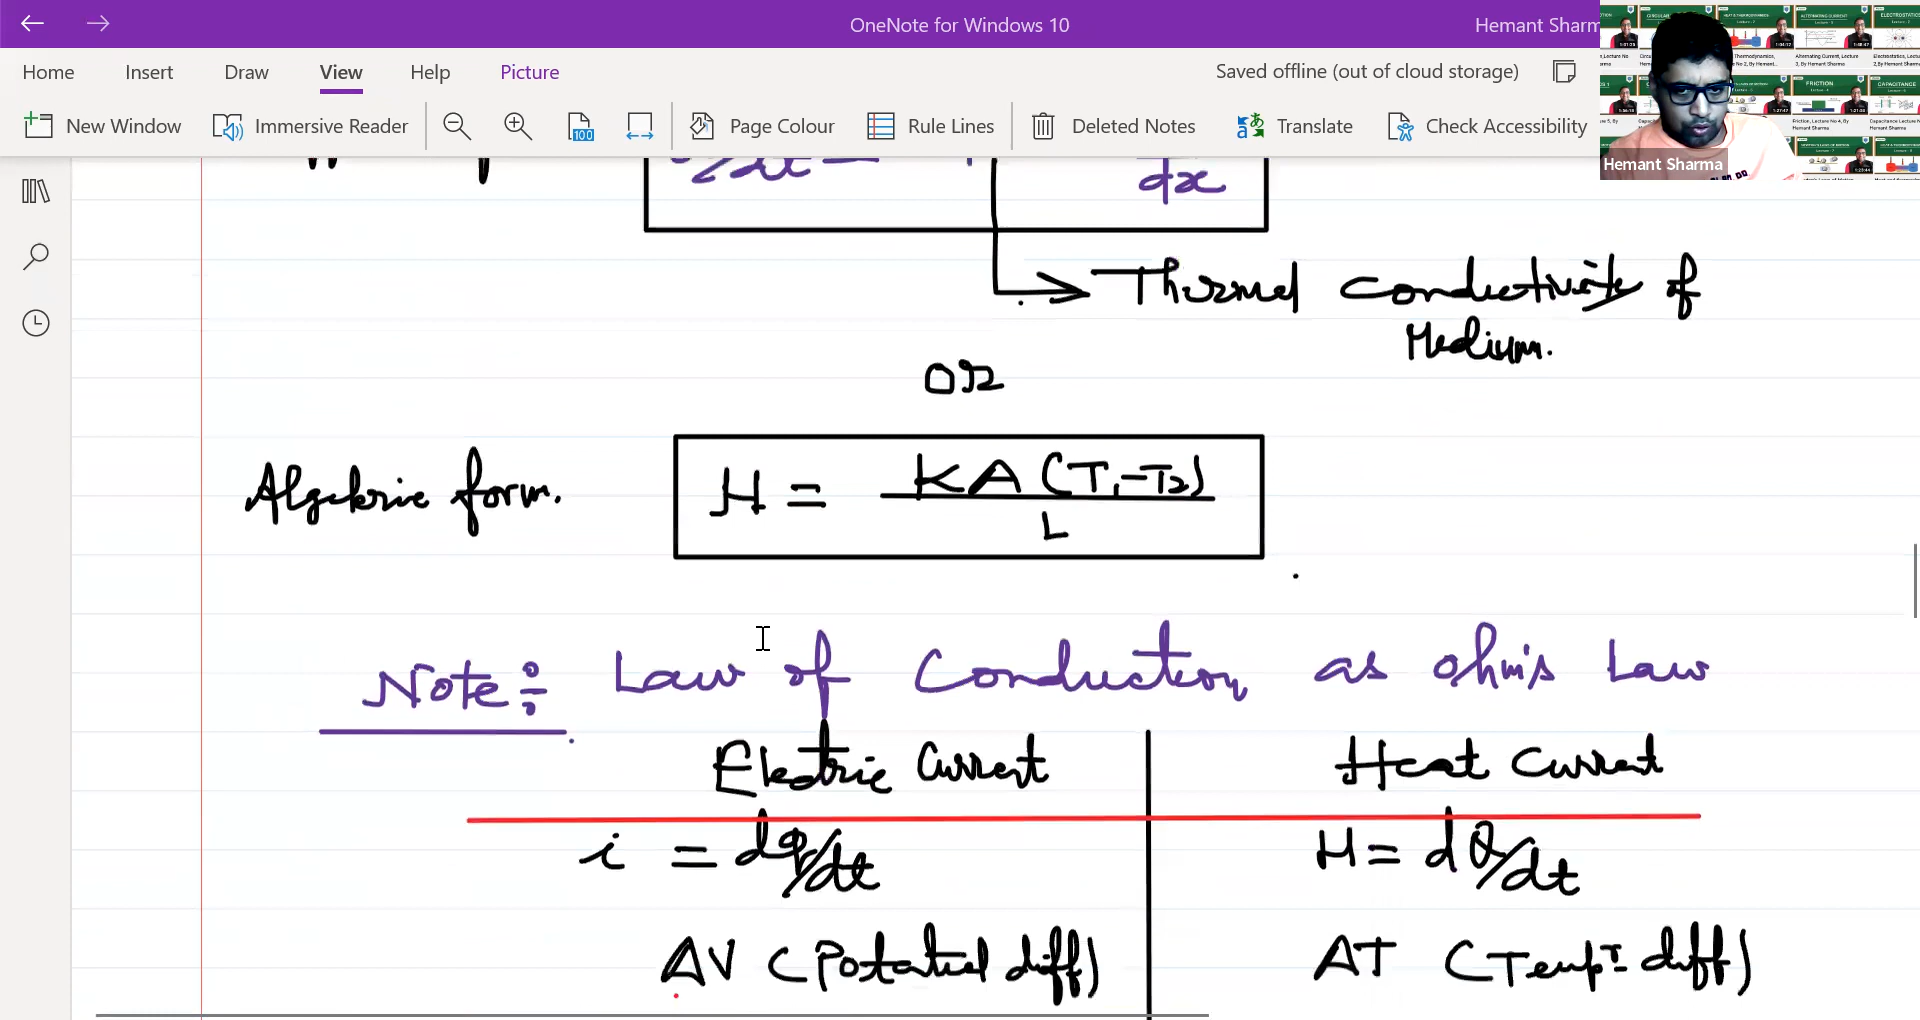 OneNote for Windows 10
Hemant Sharm
Home Insert Draw View Help Picture
Saved offline (out of cloud storage)
New Window Immersive Reader 100 Page Colour Rule Lines Deleted Notes Translate Check Accessibility
Hemant Sharma
dx
Thermal Conductivity of
Medium.
OR
Algebric form.
H = KA(T₁-T₂)
L
Note:- Law of Conduction as ohm's Law
Electric Current Heat Current
i = dq/dt H = dQ/dt
ΔV (Potential diff) ΔT (Tempr diff)